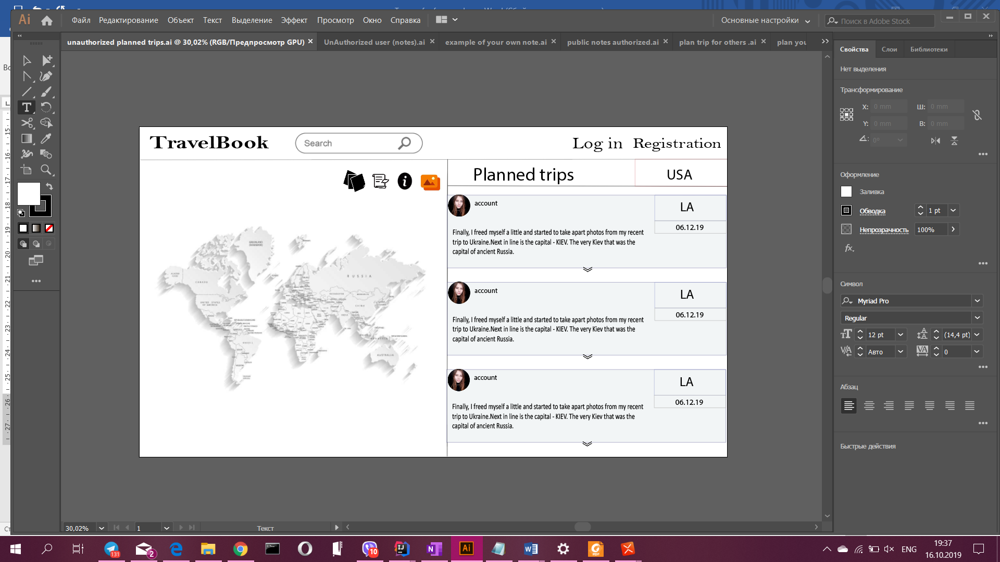 Ai
Файл Редактирование Объект Текст Выделение Эффект Просмотр Окно Справка
Основные настройки
Поиск в Adobe Stock
unauthorized planned trips.ai @ 30,02% (RGB/Предпросмотр GPU)
UnAuthorized user (notes).ai
example of your own note.ai
public notes authorized.ai
plan trip for others .ai
plan you
Свойства Слои Библиотеки
Нет выделения
Трансформирование
X: 0 mm Ш: 0 mm
Y: 0 mm В: 0 mm
0°
Оформление
Заливка
Обводка 1 pt
Непрозрачность 100%
fx.
Символ
Myriad Pro
Regular
12 pt (14,4 pt)
Авто 0
Абзац
Быстрые действия
TravelBook
Search
Log in Registration
Planned trips
USA
account
LA
06.12.19
Finally, I freed myself a little and started to take apart photos from my recent
trip to Ukraine.Next in line is the capital - KIEV. The very Kiev that was the
capital of ancient Russia.
account
LA
06.12.19
Finally, I freed myself a little and started to take apart photos from my recent
trip to Ukraine.Next in line is the capital - KIEV. The very Kiev that was the
capital of ancient Russia.
account
LA
06.12.19
Finally, I freed myself a little and started to take apart photos from my recent
trip to Ukraine.Next in line is the capital - KIEV. The very Kiev that was the
capital of ancient Russia.
RUSSIA
CANADA
CHINA
BRAZIL
AUSTRALIA
30,02%
1
Текст
131
2
10
Ai
ENG
19:37
16.10.2019